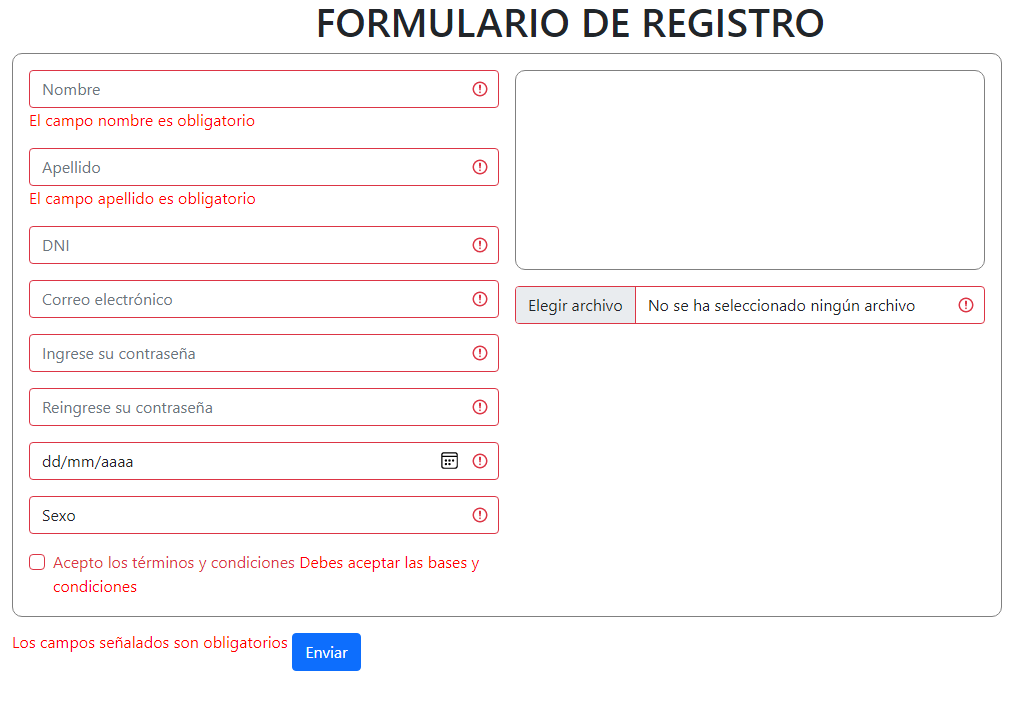 FORMULARIO DE REGISTRO
Nombre
El campo nombre es obligatorio
Apellido
El campo apellido es obligatorio
DNI
Correo electrónico
Ingrese su contraseña
Reingrese su contraseña
dd/mm/aaaa
Sexo
Acepto los términos y condiciones Debes aceptar las bases y
condiciones
Elegir archivo No se ha seleccionado ningún archivo
Los campos señalados son obligatorios Enviar